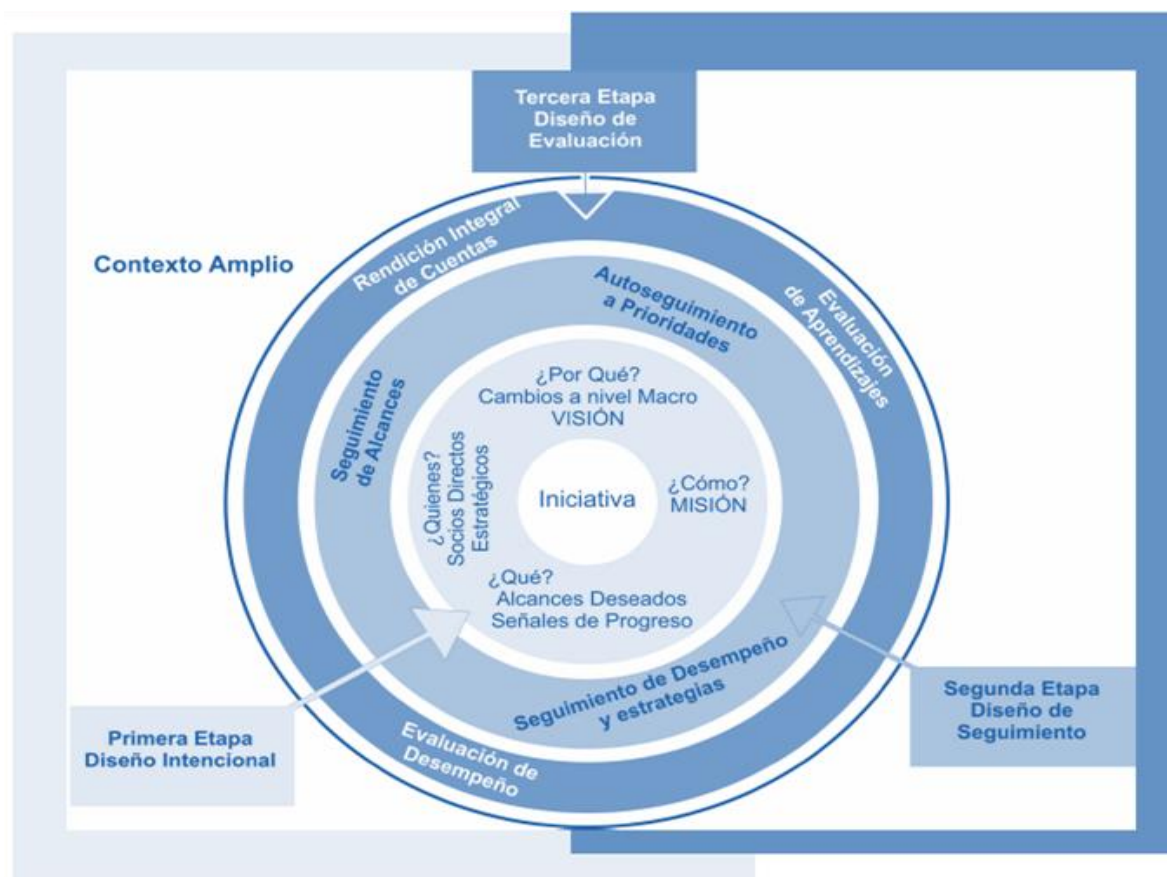 Tercera Etapa
Diseño de
Evaluación
Contexto Amplio
Rendición Integral
de Cuentas
Autoseguimiento
a Prioridades
Evaluación
de Aprendizajes
Seguimiento
de Alcances
¿Por Qué?
Cambios a nivel Macro
VISIÓN
¿Quienes?
Socios Directos
Estratégicos
Iniciativa
¿Cómo?
MISIÓN
¿Qué?
Alcances Deseados
Señales de Progreso
Seguimiento de Desempeño
y estrategias
Segunda Etapa
Diseño de
Seguimiento
Primera Etapa
Diseño Intencional
Evaluación de
Desempeño